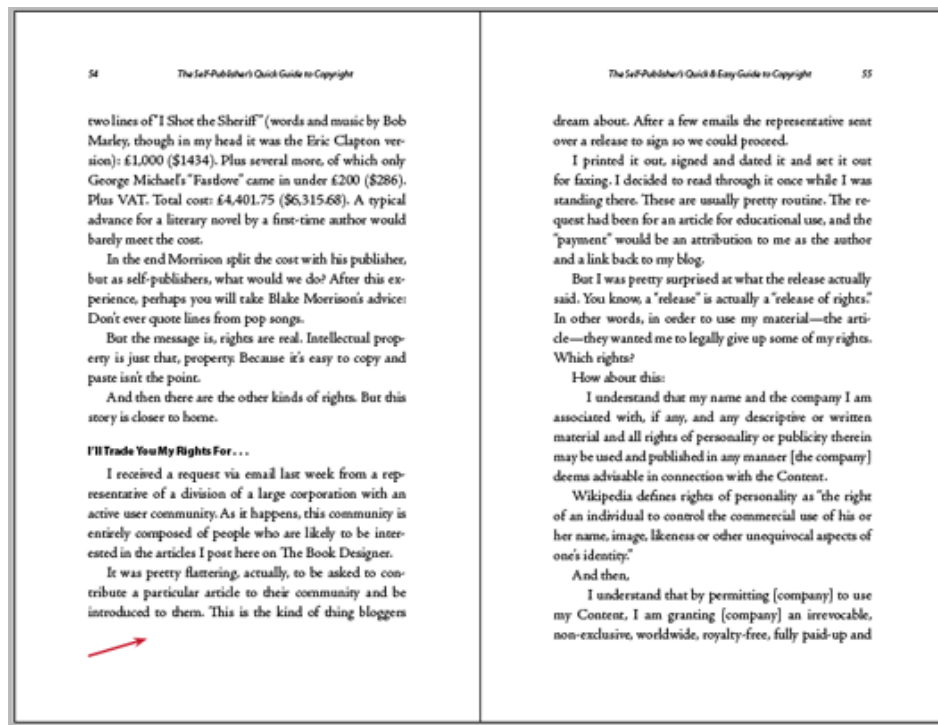 54 The Self-Publisher's Quick Guide to Copyright
two lines of "I Shot the Sheriff" (words and music by Bob
Marley, though in my head it was the Eric Clapton ver-
sion): £1,000 ($1434). Plus several more, of which only
George Michael's "Fastlove" came in under £200 ($286).
Plus VAT. Total cost: £4,401.75 ($6,315.68). A typical
advance for a literary novel by a first-time author would
barely meet the cost.
In the end Morrison split the cost with his publisher,
but as self-publishers, what would we do? After this ex-
perience, perhaps you will take Blake Morrison's advice:
Don't ever quote lines from pop songs.
But the message is, rights are real. Intellectual prop-
erty is just that, property. Because it's easy to copy and
paste isn't the point.
And then there are the other kinds of rights. But this
story is closer to home.
I'll Trade You My Rights For . . .
I received a request via email last week from a rep-
resentative of a division of a large corporation with an
active user community. As it happens, this community is
entirely composed of people who are likely to be inter-
ested in the articles I post here on The Book Designer.
It was pretty flattering, actually, to be asked to con-
tribute a particular article to their community and be
introduced to them. This is the kind of thing bloggers
The Self-Publisher's Quick & Easy Guide to Copyright 55
dream about. After a few emails the representative sent
over a release to sign so we could proceed.
I printed it out, signed and dated it and set it out
for faxing. I decided to read through it once while I was
standing there. These are usually pretty routine. The re-
quest had been for an article for educational use, and the
"payment" would be an attribution to me as the author
and a link back to my blog.
But I was pretty surprised at what the release actually
said. You know, a "release" is actually a "release of rights."
In other words, in order to use my material—the arti-
cle—they wanted me to legally give up some of my rights.
Which rights?
How about this:
I understand that my name and the company I am
associated with, if any, and any descriptive or written
material and all rights of personality or publicity therein
may be used and published in any manner [the company]
deems advisable in connection with the Content.
Wikipedia defines rights of personality as "the right
of an individual to control the commercial use of his or
her name, image, likeness or other unequivocal aspects of
one's identity."
And then,
I understand that by permitting [company] to use
my Content, I am granting [company] an irrevocable,
non-exclusive, worldwide, royalty-free, fully paid-up and